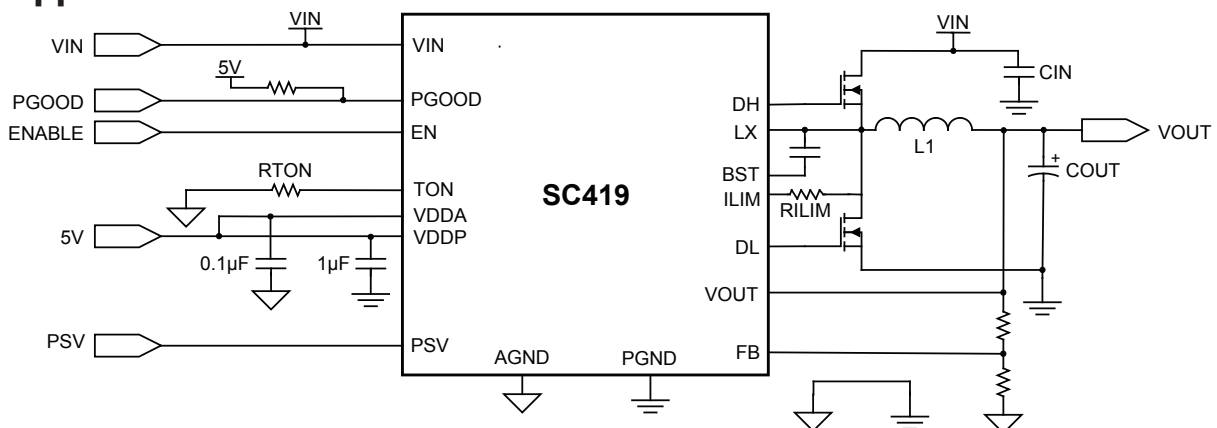 VIN
VIN
VIN
5V
PGOOD
PGOOD
ENABLE
EN
RTON
TON
VDDA
5V
VDDP
0.1µF
1µF
PSV
PSV
SC419
AGND
PGND
VIN
CIN
DH
LX
L1
VOUT
BST
COUT
+
ILIM
RILIM
DL
VOUT
FB